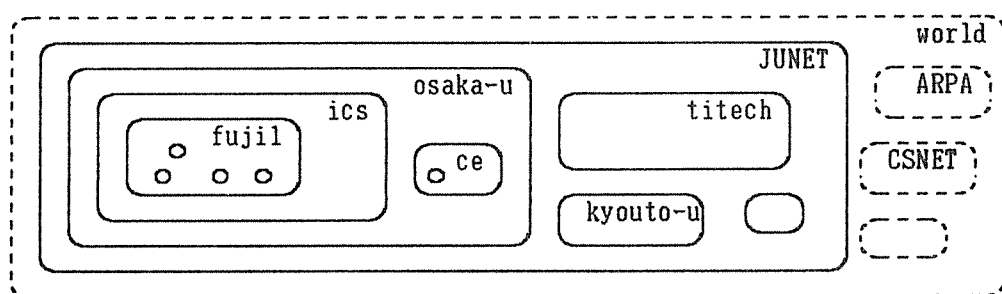 world
JUNET
ARPA
osaka-u
ics
titech
fujil
ce
CSNET
kyouto-u